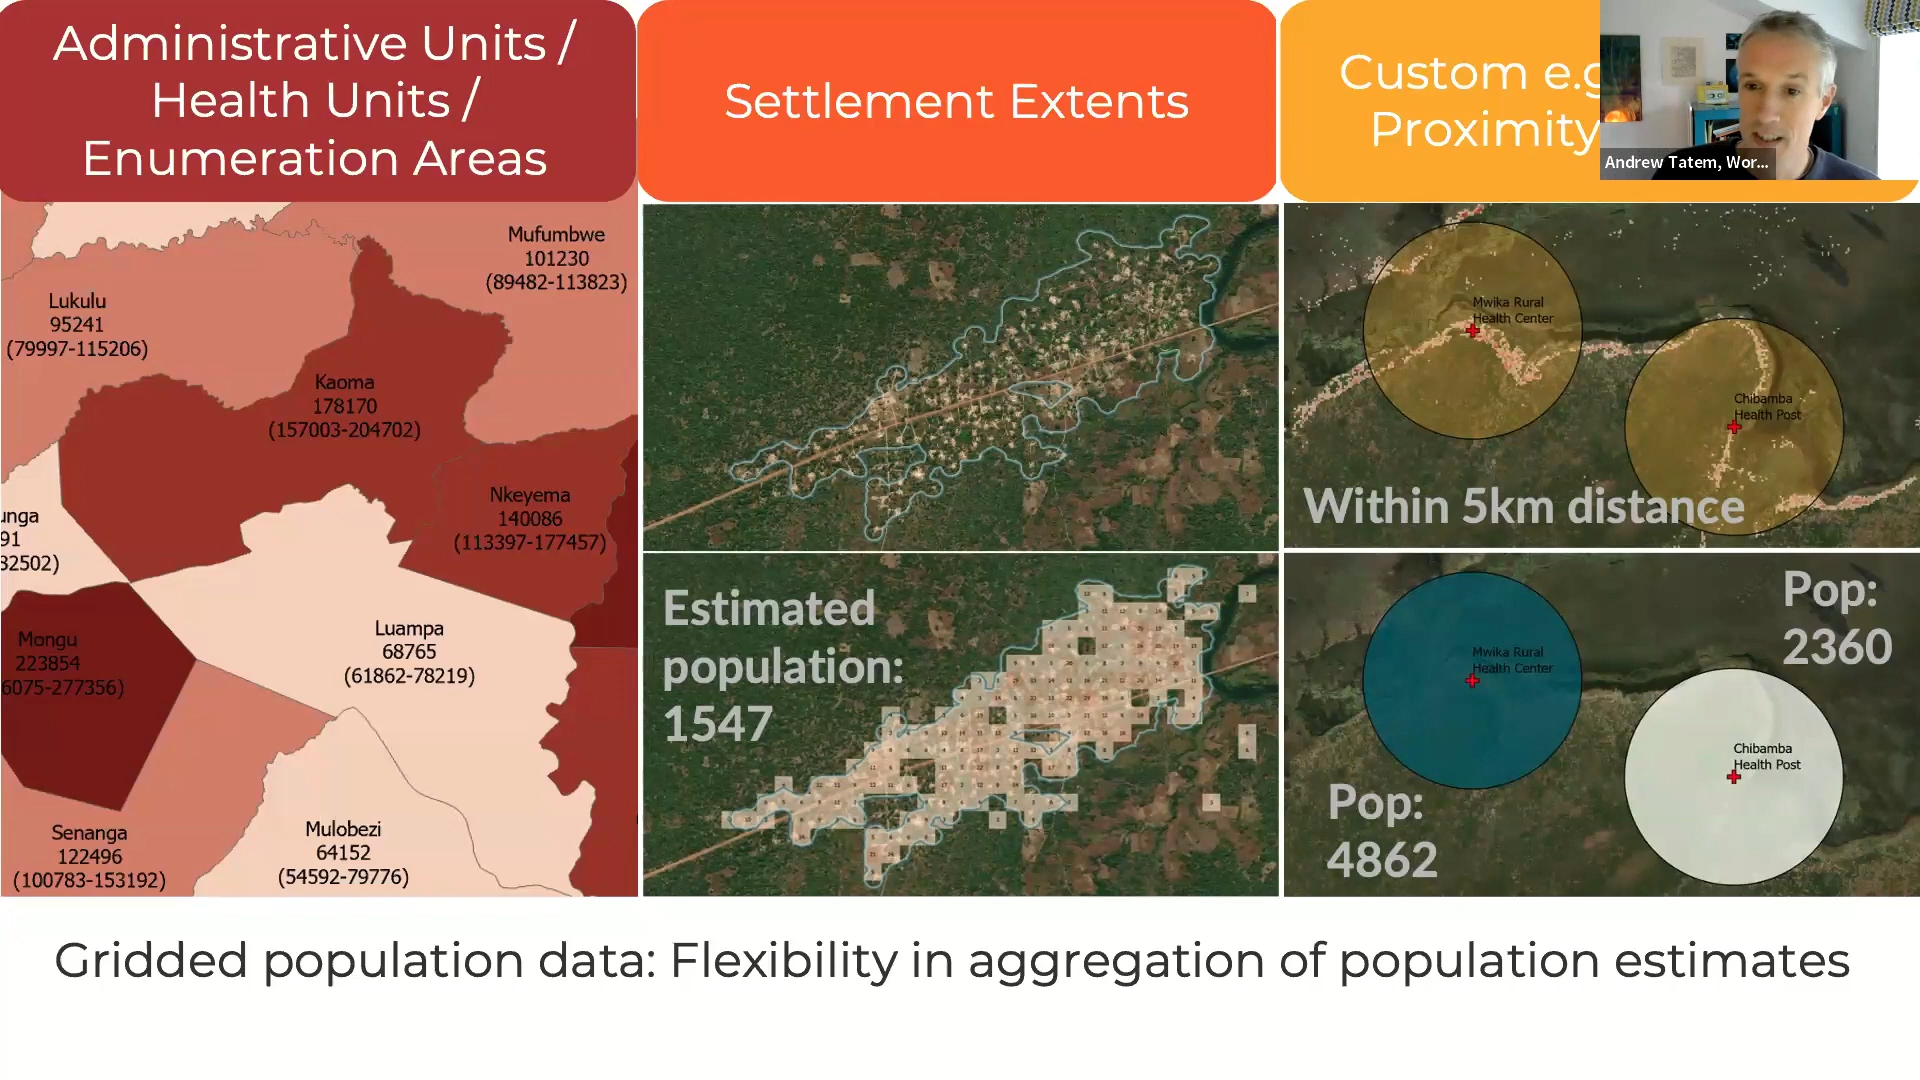 Administrative Units /
Health Units /
Enumeration Areas
Settlement Extents
Custom e.g
Proximity
Andrew Tatem, Wor...
Mufumbwe
101230
(89482-113823)
Lukulu
95241
(79997-115206)
Kaoma
178170
(157003-204702)
Nkeyema
140086
(113397-177457)
unga
91
32502)
Luampa
68765
(61862-78219)
Mongu
223854
6075-277356)
Senanga
122496
(100783-153192)
Mulobezi
64152
(54592-79776)
Estimated
population:
1547
Mwika Rural
Health Center
Chibamba
Health Post
Within 5km distance
Mwika Rural
Health Center
Pop:
2360
Chibamba
Health Post
Pop:
4862
Gridded population data: Flexibility in aggregation of population estimates